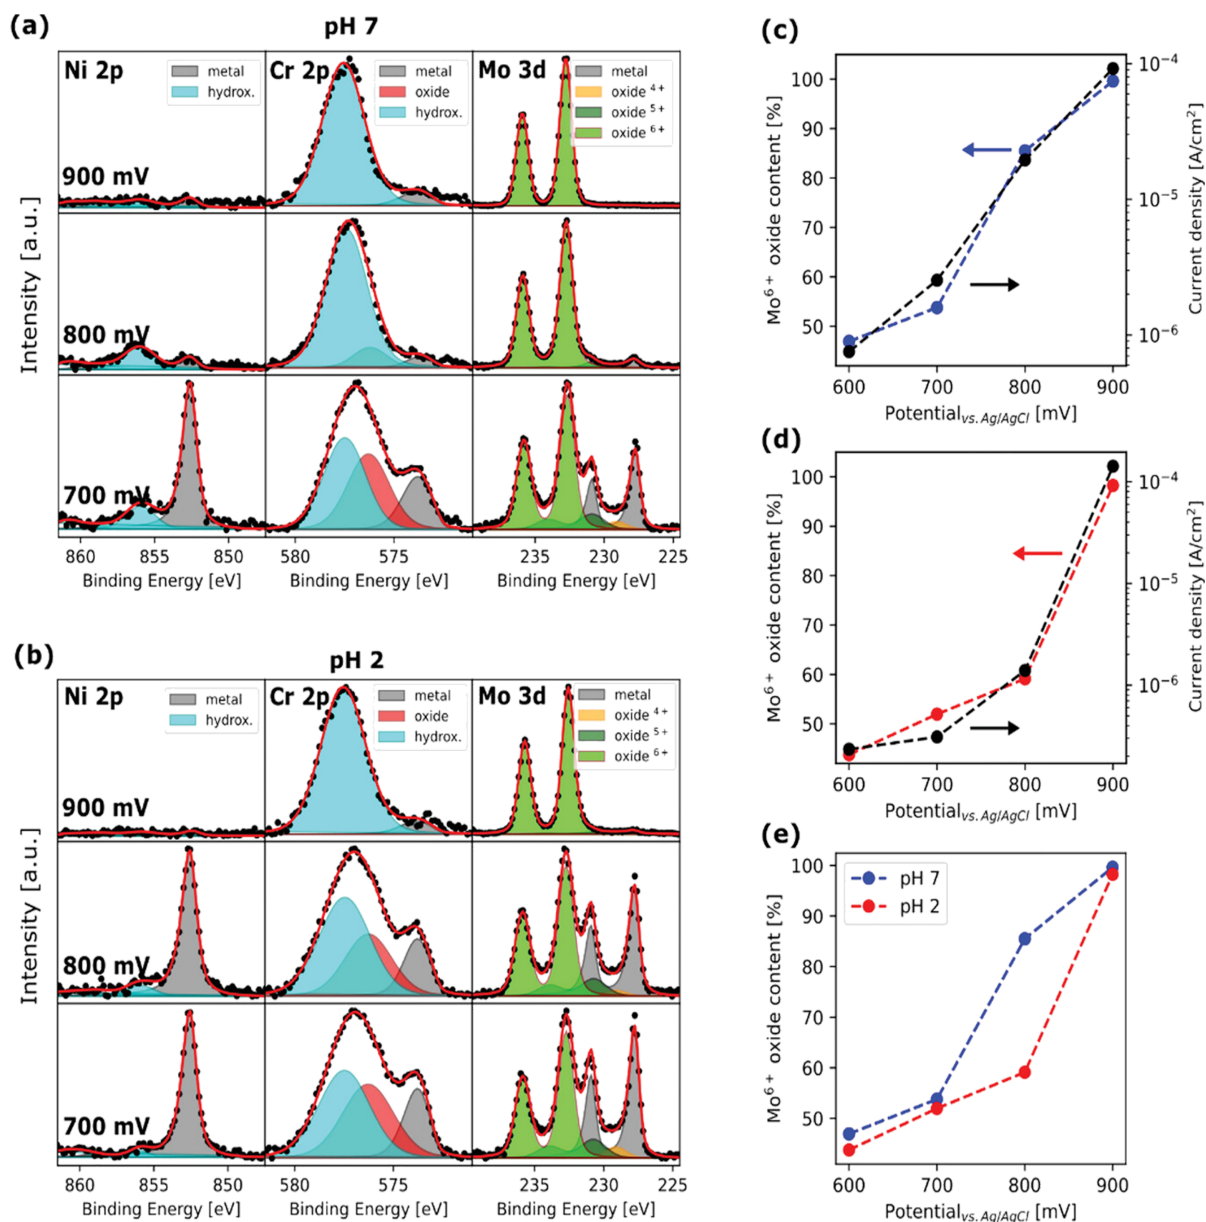 (a)
pH 7
Ni 2p
metal
hydrox.
Cr 2p
metal
oxide
hydrox.
Mo 3d
metal
oxide 4+
oxide 5+
oxide 6+
900 mV
800 mV
700 mV
Intensity [a.u.]
860 855 850
580 575
235 230 225
Binding Energy [eV]
Binding Energy [eV]
Binding Energy [eV]
(b)
pH 2
Ni 2p
metal
hydrox.
Cr 2p
metal
oxide
hydrox.
Mo 3d
metal
oxide 4+
oxide 5+
oxide 6+
900 mV
800 mV
700 mV
Intensity [a.u.]
860 855 850
580 575
235 230 225
Binding Energy [eV]
Binding Energy [eV]
Binding Energy [eV]
(c)
Mo6+ oxide content [%]
100
90
80
70
60
50
10−4
10−5
10−6
Current density [A/cm2]
600 700 800 900
Potentialvs. Ag/AgCl [mV]
(d)
Mo6+ oxide content [%]
100
90
80
70
60
50
10−4
10−5
10−6
Current density [A/cm2]
600 700 800 900
Potentialvs. Ag/AgCl [mV]
(e)
Mo6+ oxide content [%]
100
90
80
70
60
50
pH 7
pH 2
600 700 800 900
Potentialvs. Ag/AgCl [mV]